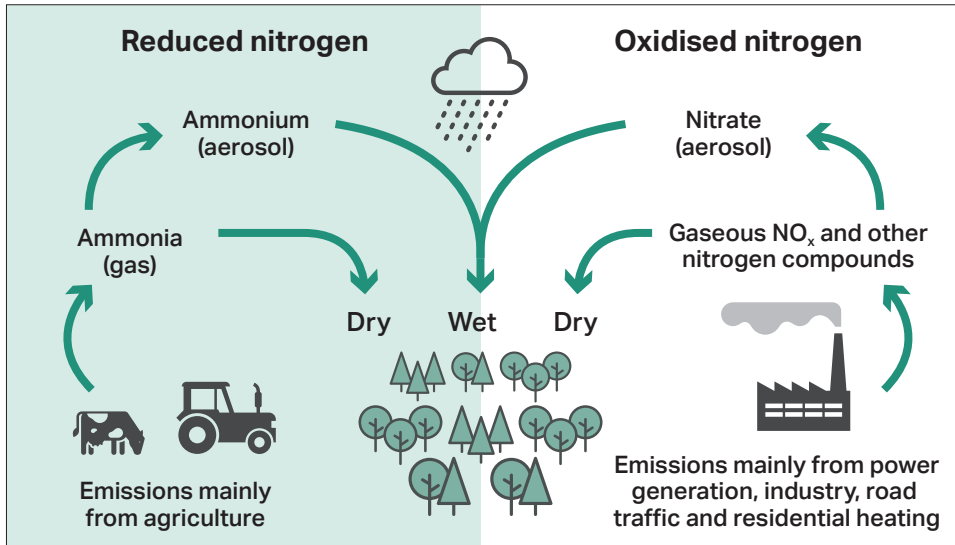 Reduced nitrogen
Oxidised nitrogen
Ammonium
(aerosol)
Nitrate
(aerosol)
Ammonia
(gas)
Gaseous NOₓ and other
nitrogen compounds
Dry
Wet
Dry
Emissions mainly
from agriculture
Emissions mainly from power
generation, industry, road
traffic and residential heating